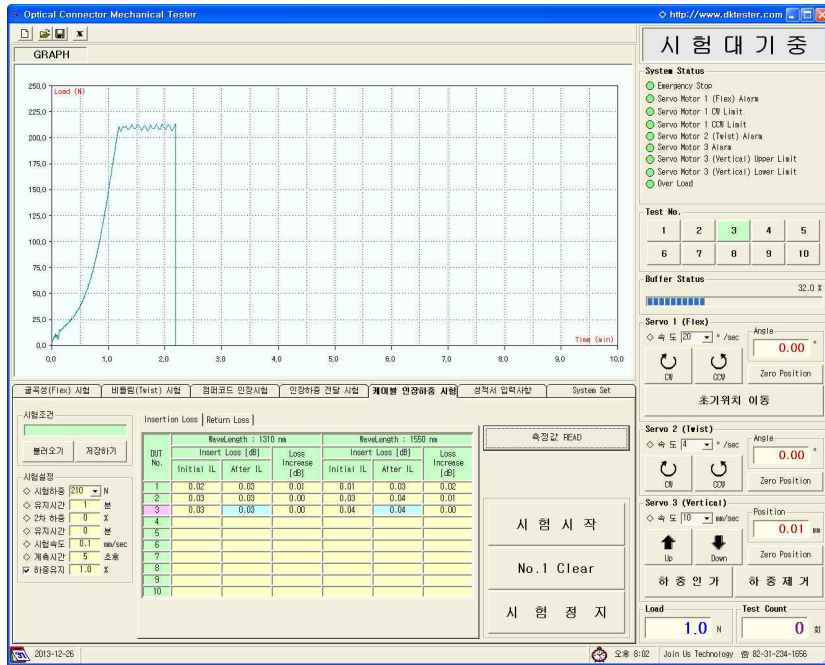 Optical Connector Mechanical Tester
◇ http://www.dktester.com
GRAPH
Load (N)
250,0
225,0
200,0
175,0
150,0
125,0
100,0
75,0
50,0
25,0
0,0
0,0 1,0 2,0 3,0 4,0 5,0 6,0 7,0 8,0 9,0 10,0
Time (min)
시험대기중
System Status
Emergency Stop
Servo Motor 1 (Flex) Alarm
Servo Motor 1 CW Limit
Servo Motor 1 CCW Limit
Servo Motor 2 (Twist) Alarm
Servo Motor 3 Alarm
Servo Motor 3 (Vertical) Upper Limit
Servo Motor 3 (Vertical) Lower Limit
Over Load
Test No.
1 2 3 4 5
6 7 8 9 10
Buffer Status
32.0 %
Servo 1 (Flex)
◇ 속 도 20 ° /sec
Angle
0.00 °
CW CCW
Zero Position
초기위치 이동
Servo 2 (Twist)
◇ 속 도 4 ° /sec
Angle
0.00 °
CW CCW
Zero Position
Servo 3 (Vertical)
◇ 속 도 10 mm/sec
Position
0.01 mm
Up Down
Zero Position
하 중 인 가 하 중 제 거
Load
1.0 N
Test Count
0 회
굴곡성(Flex) 시험 비틀림(Twist) 시험 점퍼코드 인장시험 인장하중 전달 시험 케이블 인장하중 시험 성적서 입력사항 System Set
시험조건
불러오기 저장하기
시험설정
◇ 시험하중 210 N
◇ 유지시간 1 분
◇ 2차 하중 0 %
◇ 유지시간 0 분
◇ 시험속도 0.1 mm/sec
◇ 계측시간 5 초後
하중유지 1.0 %
Insertion Loss Return Loss
DUT No. WaveLength : 1310 nm WaveLength : 1550 nm
Insert Loss [dB] Loss Increase [dB] Insert Loss [dB] Loss Increase [dB]
Initial IL After IL Initial IL After IL
1 0.02 0.03 0.01 0.01 0.03 0.02
2 0.03 0.03 0.00 0.03 0.04 0.01
3 0.03 0.03 0.00 0.04 0.04 0.00
4
5
6
7
8
9
10
측정값 READ
시 험 시 작
No.1 Clear
시 험 정 지
2013-12-26
오후 8:02
Join Us Technology ☎ 82-31-234-1656